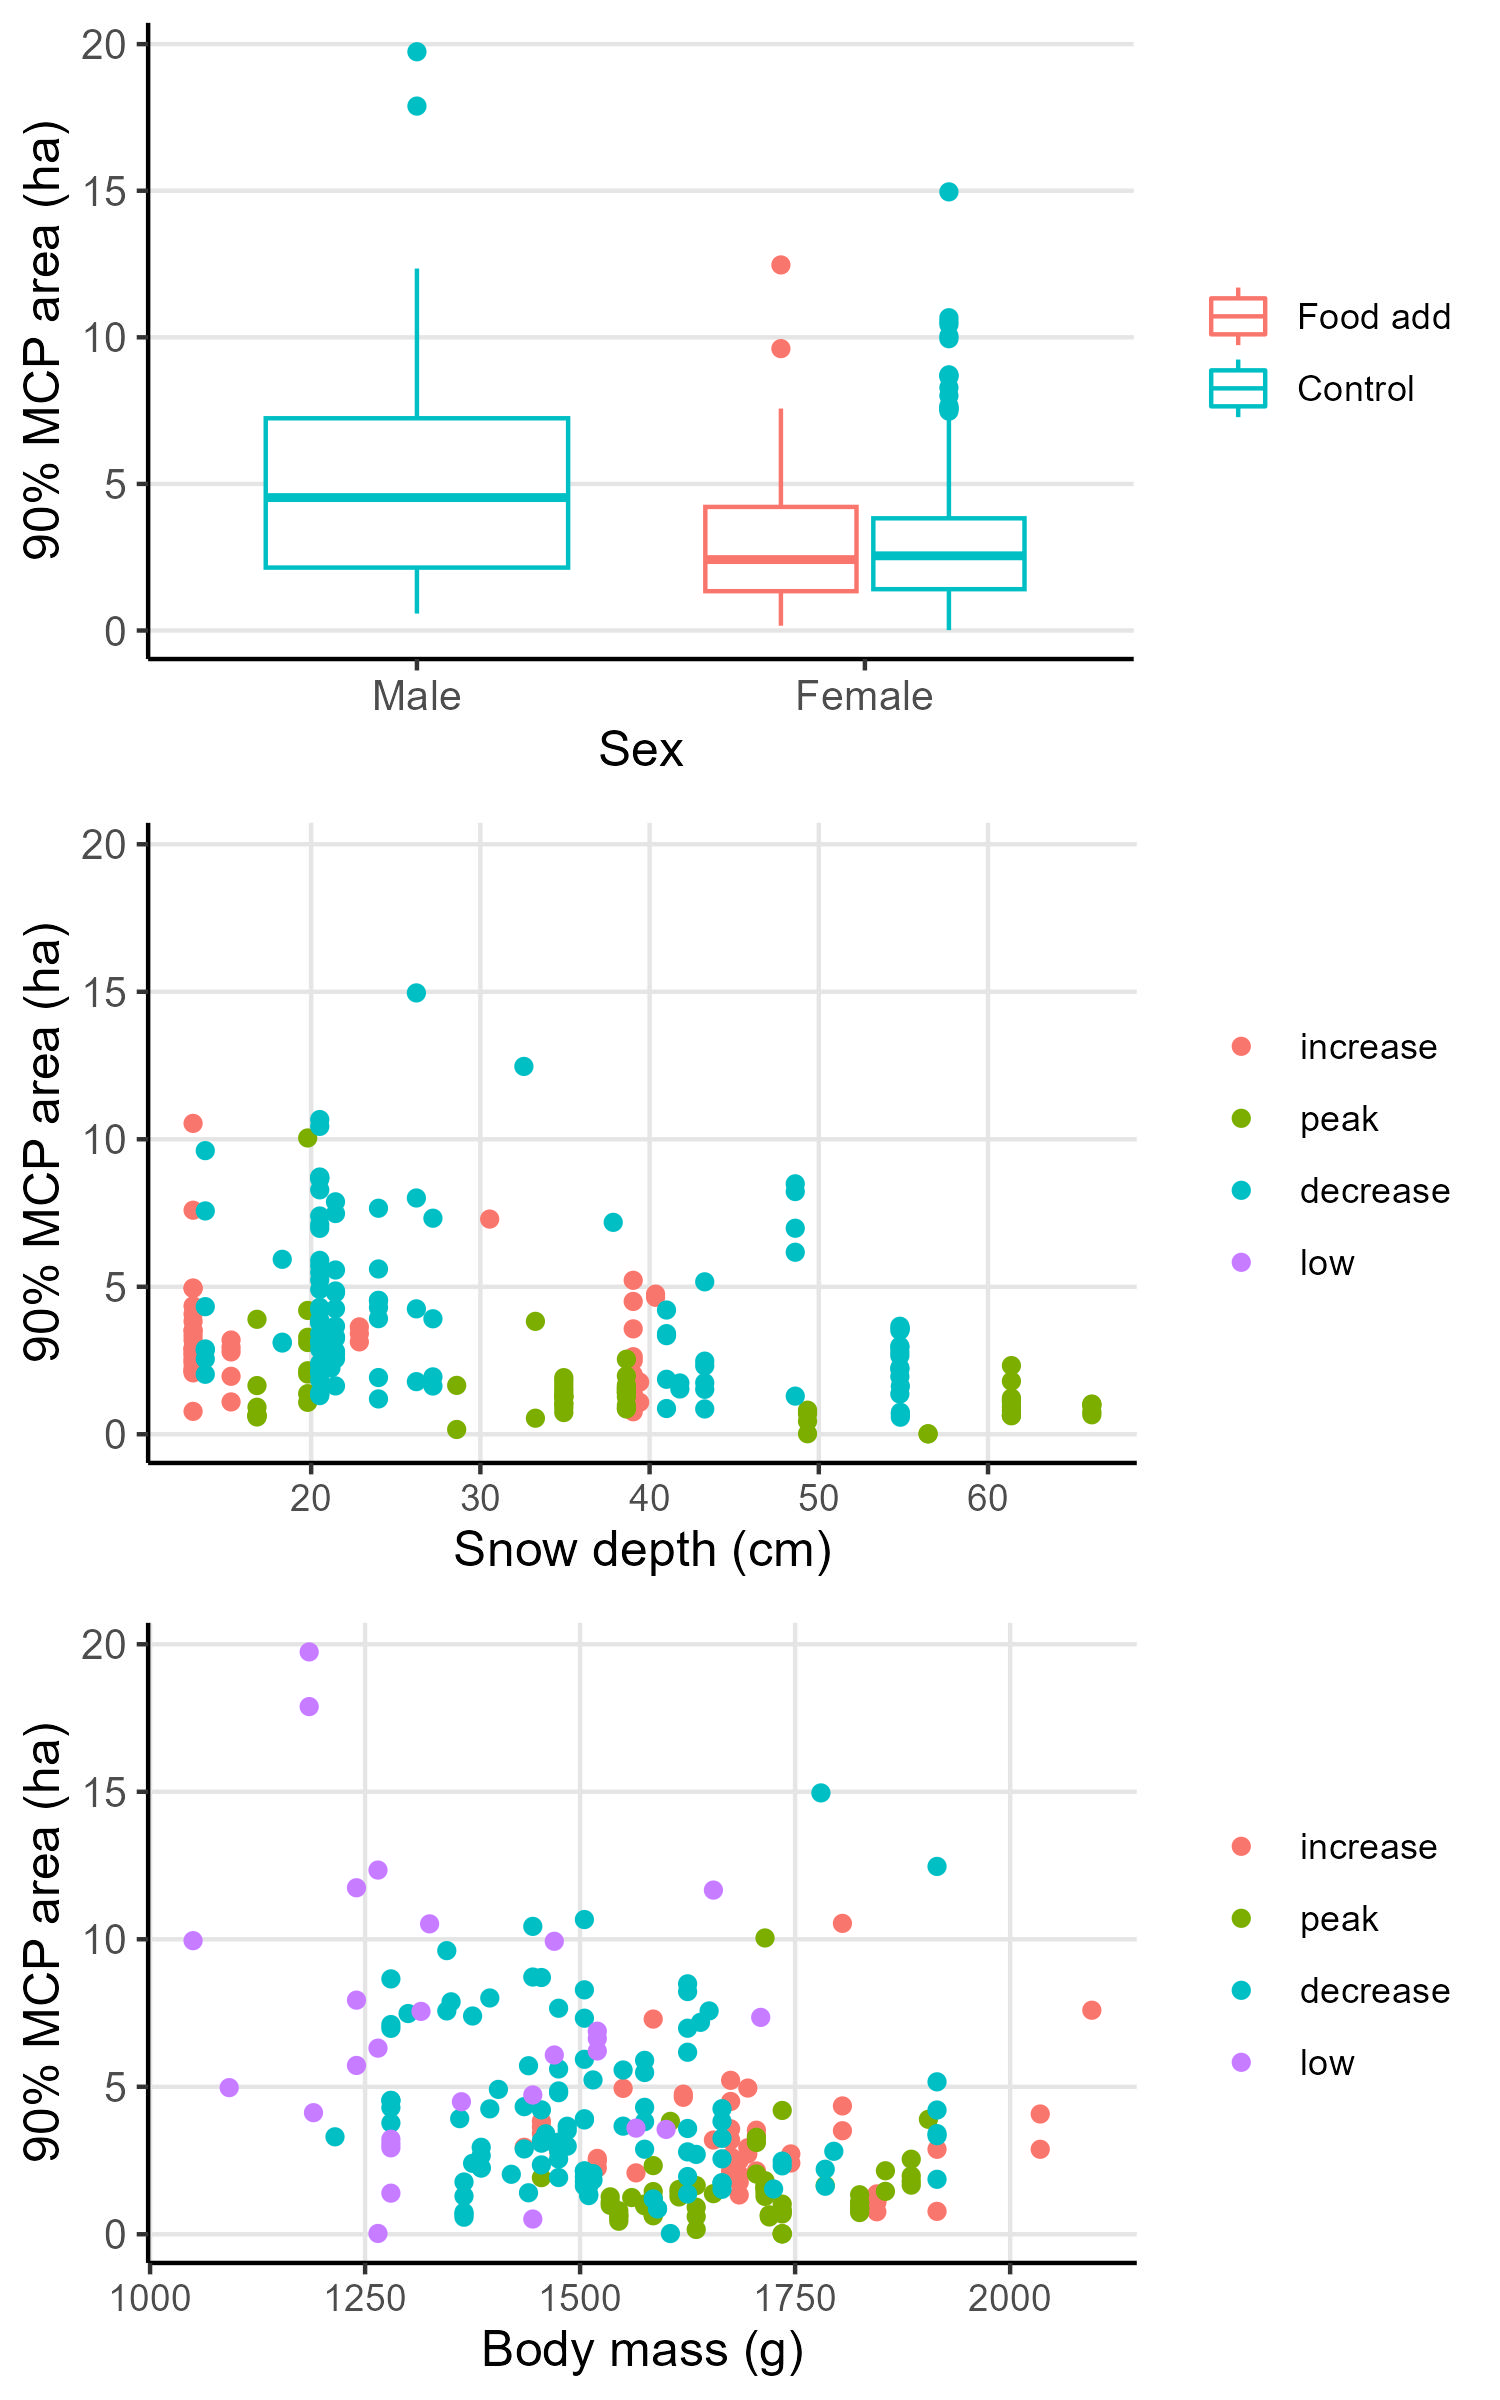 90% MCP area (ha)
20
15
10
5
0
Male Female
Sex
Food add
Control
90% MCP area (ha)
20
15
10
5
0
20 30 40 50 60
Snow depth (cm)
increase
peak
decrease
low
90% MCP area (ha)
20
15
10
5
0
1000 1250 1500 1750 2000
Body mass (g)
increase
peak
decrease
low